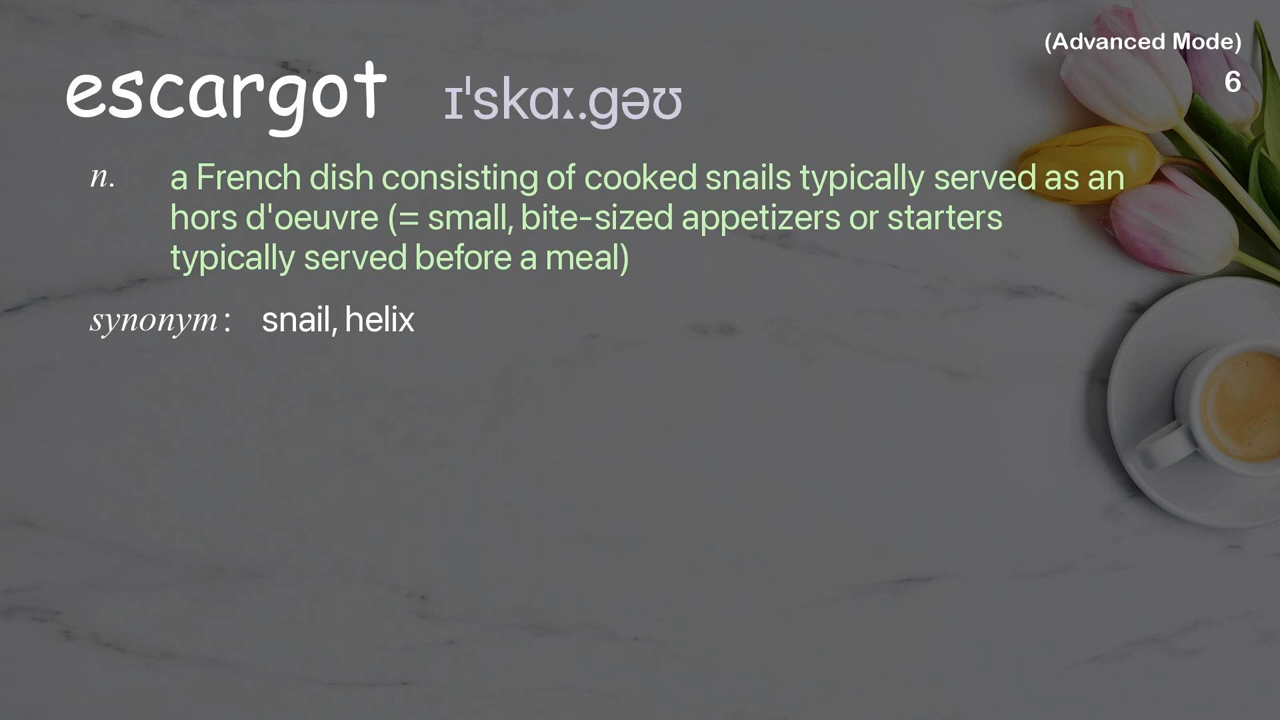 (Advanced Mode)
escargot ɪˈskɑː.ɡəʊ
6
n. a French dish consisting of cooked snails typically served as an
hors d'oeuvre (= small, bite-sized appetizers or starters
typically served before a meal)
synonym : snail, helix